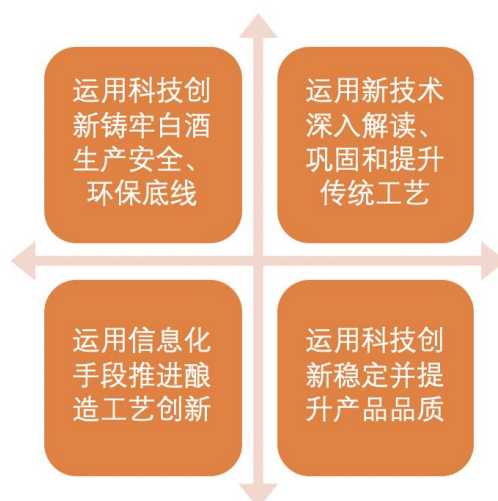 运用科技创
新铸牢白酒
生产安全、
环保底线
运用新技术
深入解读、
巩固和提升
传统工艺
运用信息化
手段推进酿
造工艺创新
运用科技创
新稳定并提
升产品品质